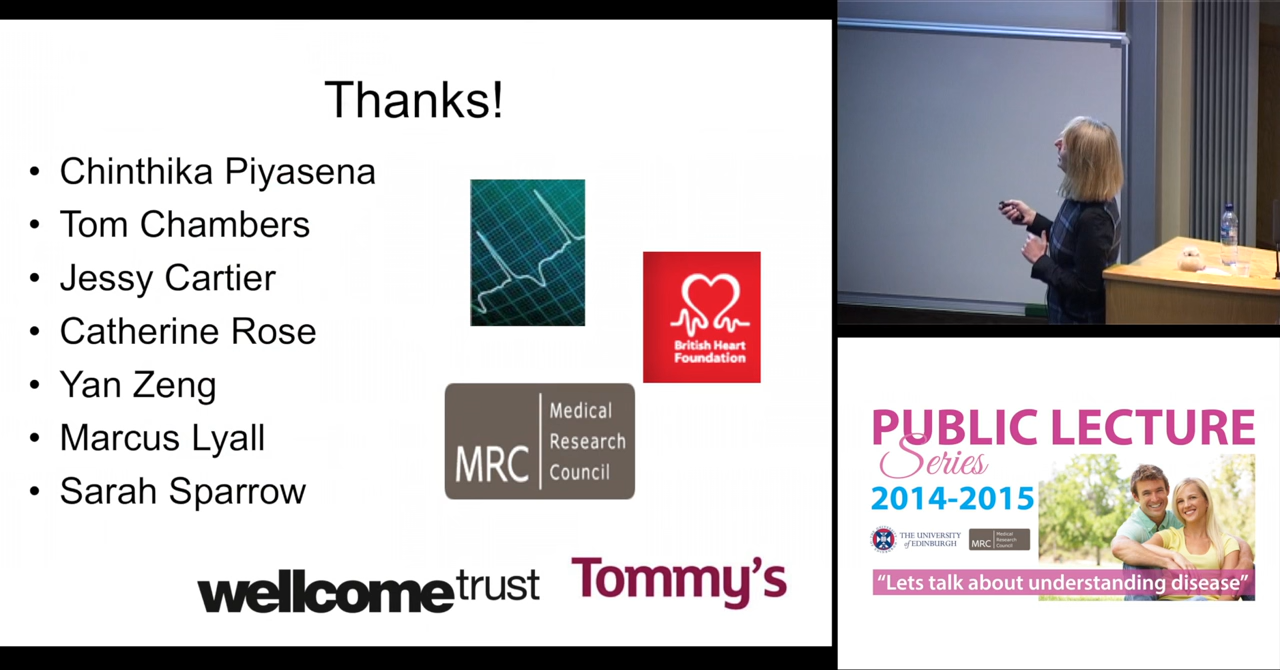 Thanks!
• Chinthika Piyasena
• Tom Chambers
• Jessy Cartier
• Catherine Rose
• Yan Zeng
• Marcus Lyall
• Sarah Sparrow
British Heart
Foundation
MRC
Medical
Research
Council
wellcometrust
Tommy's
PUBLIC LECTURE
Series
2014-2015
THE UNIVERSITY
of EDINBURGH
MRC
Medical
Research
Council
“Lets talk about understanding disease”